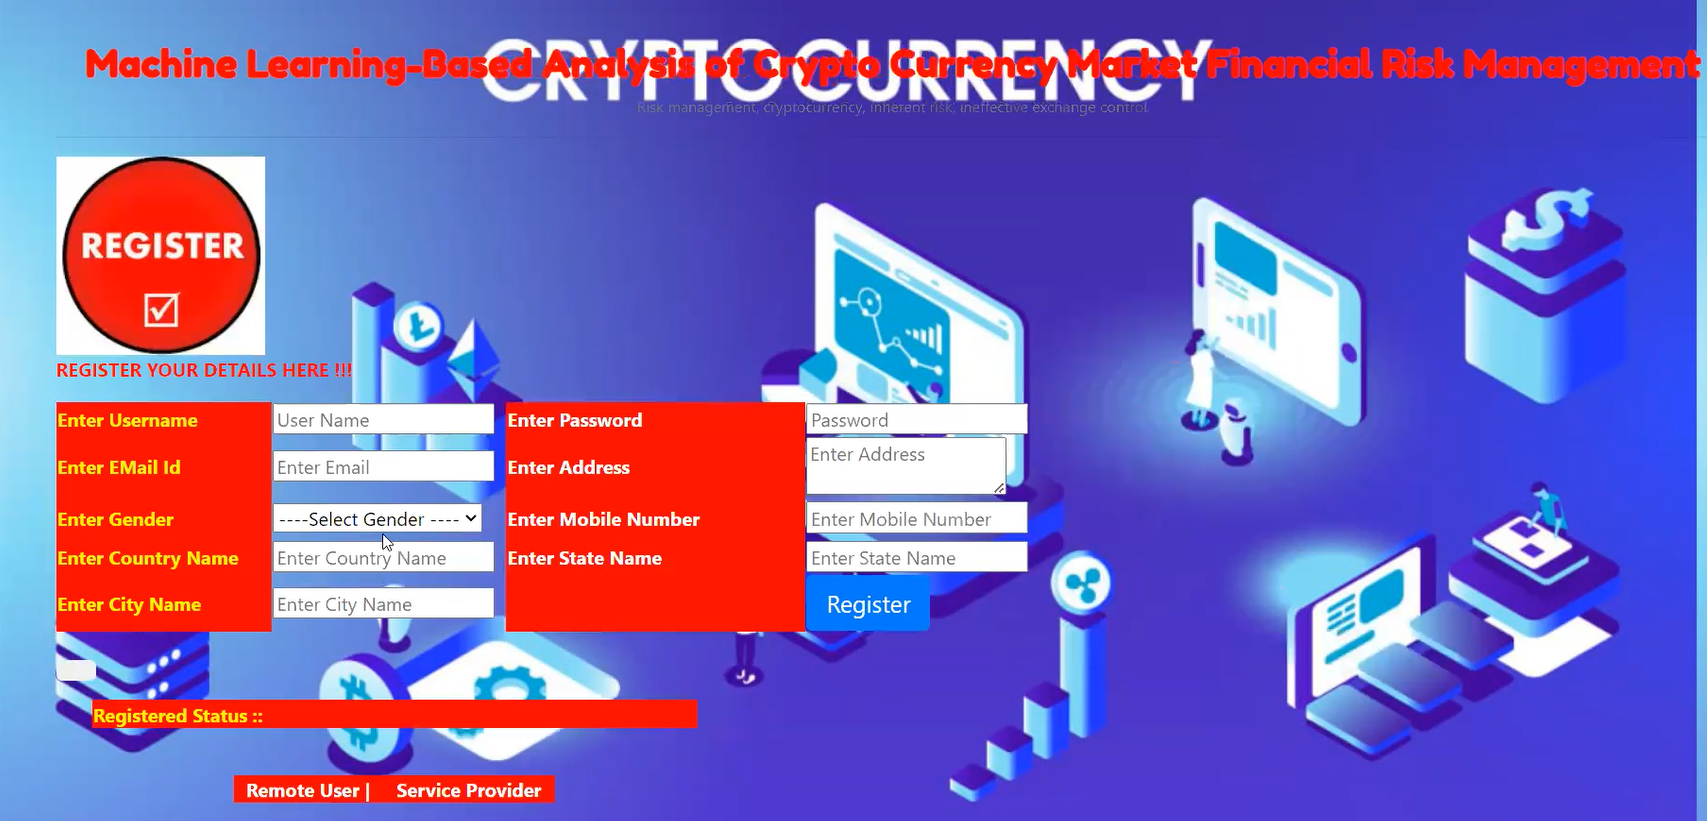 CRYPTO CURRENCY
Machine Learning-Based Analysis of Crypto Currency Market Financial Risk Management
Risk management, cryptocurrency, inherent risk, ineffective exchange control.
REGISTER
REGISTER YOUR DETAILS HERE !!!
Enter Username User Name Enter Password Password
Enter EMail Id Enter Email Enter Address Enter Address
Enter Gender ----Select Gender ---- Enter Mobile Number Enter Mobile Number
Enter Country Name Enter Country Name Enter State Name Enter State Name
Enter City Name Enter City Name Register
Registered Status ::
Remote User | Service Provider